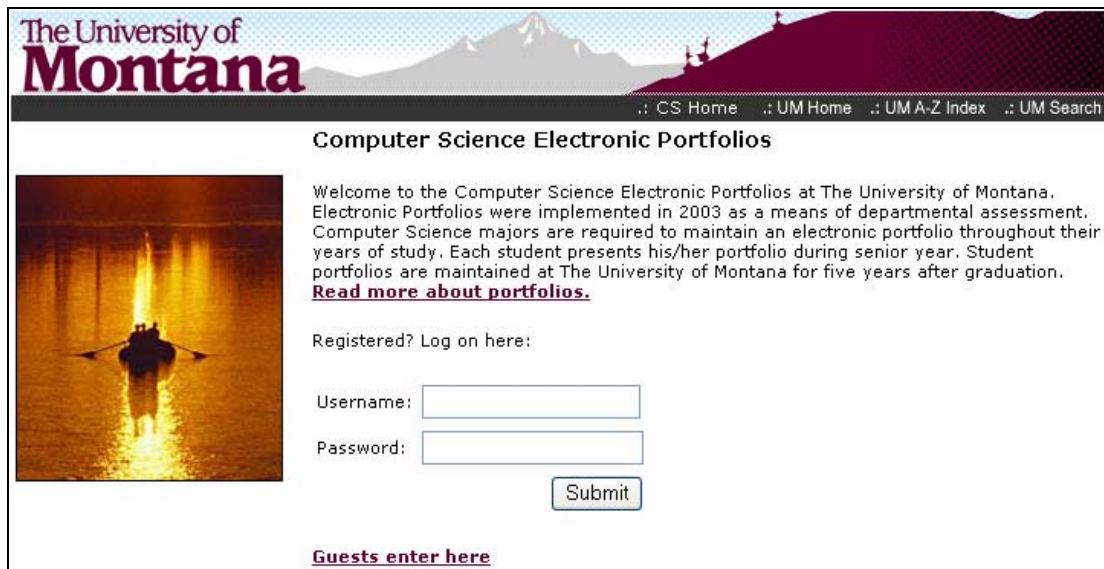 The University of
Montana
.: CS Home .: UM Home .: UM A-Z Index .: UM Search
Computer Science Electronic Portfolios
Welcome to the Computer Science Electronic Portfolios at The University of Montana.
Electronic Portfolios were implemented in 2003 as a means of departmental assessment.
Computer Science majors are required to maintain an electronic portfolio throughout their
years of study. Each student presents his/her portfolio during senior year. Student
portfolios are maintained at The University of Montana for five years after graduation.
Read more about portfolios.
Registered? Log on here:
Username:
Password:
Submit
Guests enter here